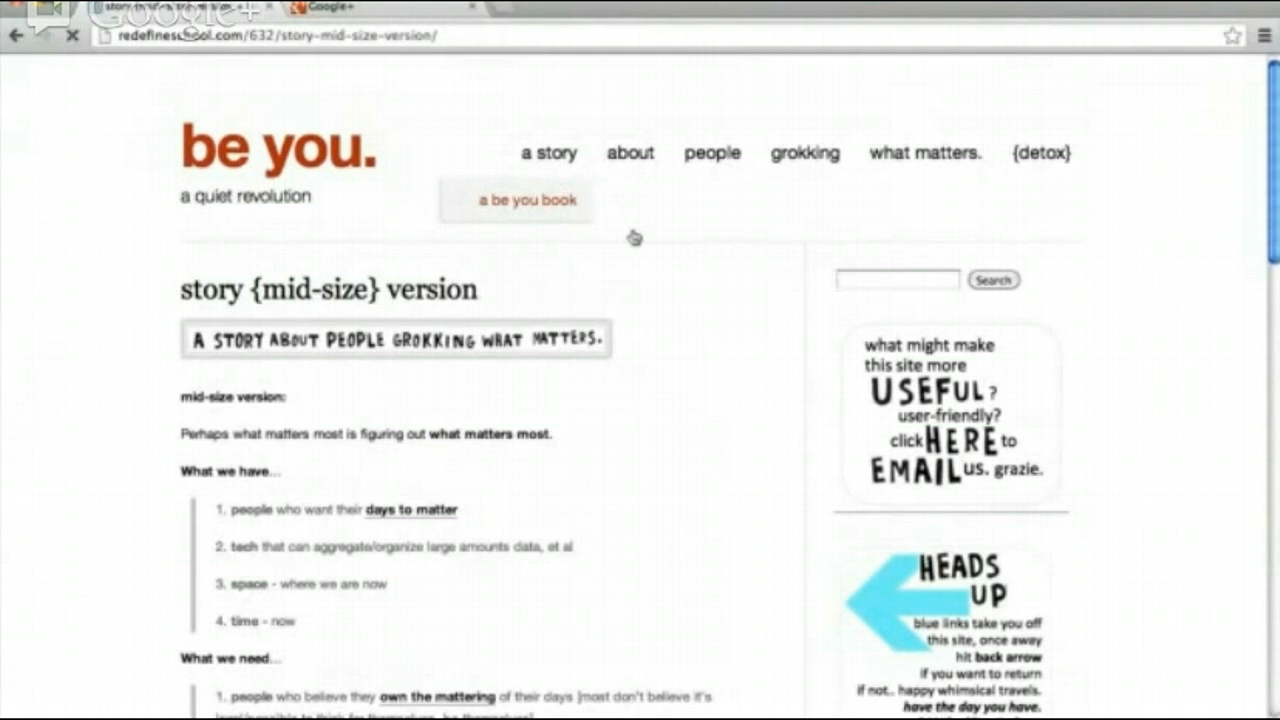 Google+
Google+
redefineschool.com/632/story-mid-size-version/
be you.
a quiet revolution
a story about people grokking what matters. {detox}
a be you book
story {mid-size} version
A STORY ABOUT PEOPLE GROKKING WHAT MATTERS.
mid-size version:
Perhaps what matters most is figuring out what matters most.
What we have...
1. people who want their days to matter
2. tech that can aggregate/organize large amounts data, et al
3. space - where we are now
4. time - now
What we need...
1. people who believe they own the mattering of their days [most don't believe it's
Search
what might make
this site more
USEFUL?
user-friendly?
click HERE to
EMAIL us. grazie.
HEADS
UP
blue links take you off
this site, once away
hit back arrow
if you want to return
if not.. happy whimsical travels.
have the day you have.